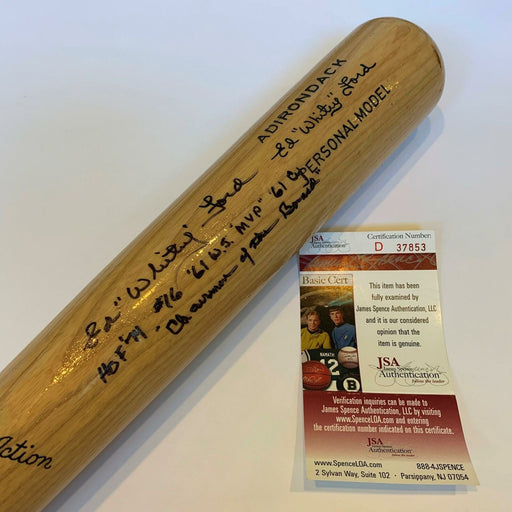 ADIRONDACK
Ed "Whitey" Ford
PERSONAL MODEL
Ed "Whitey" Ford
HOF '74 #16 '61 W.S. "MVP" '61 Cy
"Chairman of the Board"
Action
JSA
Authentication
Certification Number:
D 37853
Basic Cert
This item has been
fully examined by
James Spence Authentication, LLC
and it is our considered
opinion that the
item is genuine.
JSA
James Spence
Authentication
NAMATH
12
B
Verification inquiries can be made to
James Spence Authentication, LLC by visiting
www.SpenceLOA.com and entering
the certification number indicated on this certificate.
JSA
Authentication
www.SpenceLOA.com 888-4JSPENCE
2 Sylvan Way, Suite 102 · Parsippany, NJ 07054